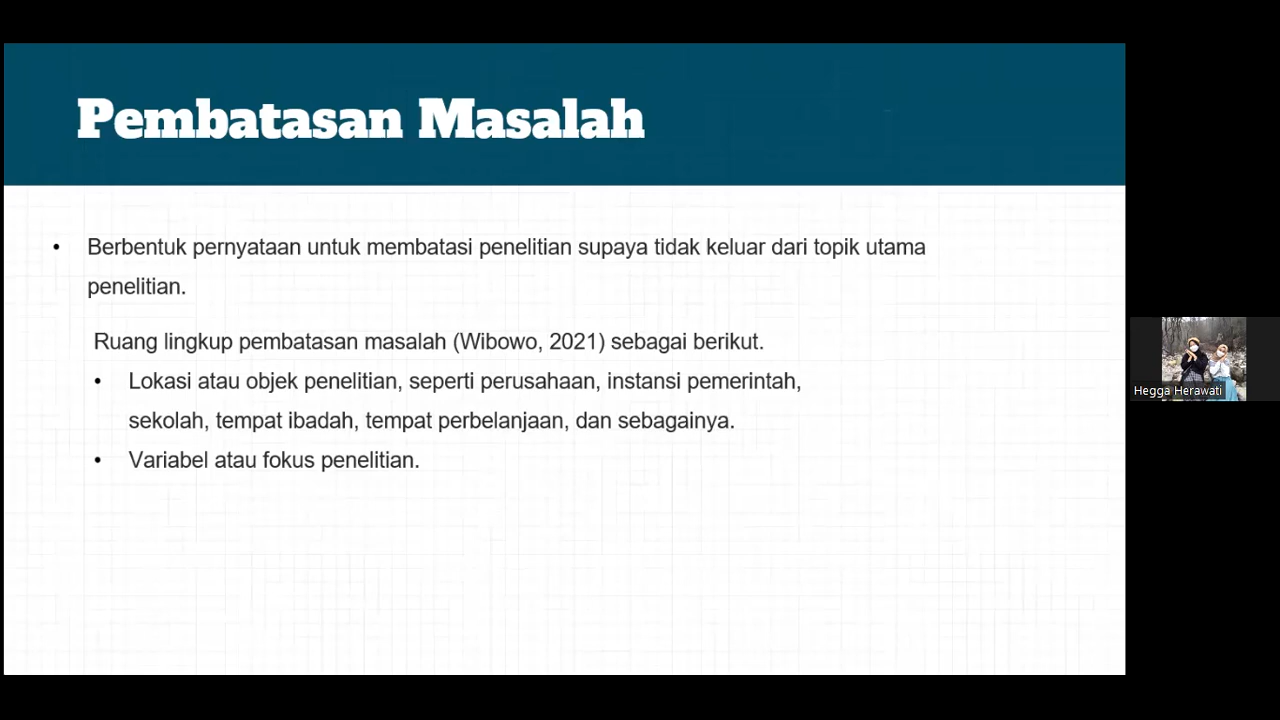 Pembatasan Masalah
• Berbentuk pernyataan untuk membatasi penelitian supaya tidak keluar dari topik utama
penelitian.
Ruang lingkup pembatasan masalah (Wibowo, 2021) sebagai berikut.
• Lokasi atau objek penelitian, seperti perusahaan, instansi pemerintah,
sekolah, tempat ibadah, tempat perbelanjaan, dan sebagainya.
• Variabel atau fokus penelitian.
Hegga Herawati